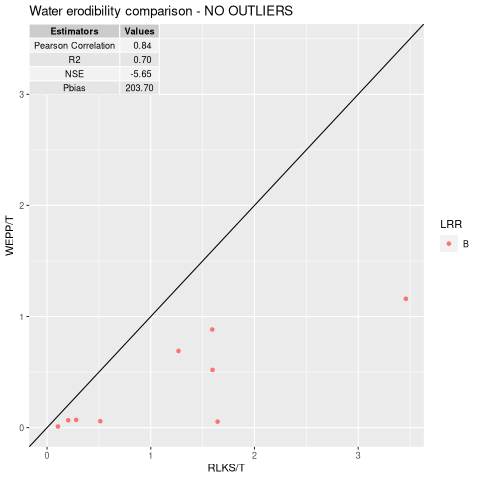 Water erodibility comparison - NO OUTLIERS
Estimators Values
Pearson Correlation 0.84
R2 0.70
NSE -5.65
Pbias 203.70
3
2
1
0
WEPP/T
0 1 2 3
RLKS/T
LRR
B